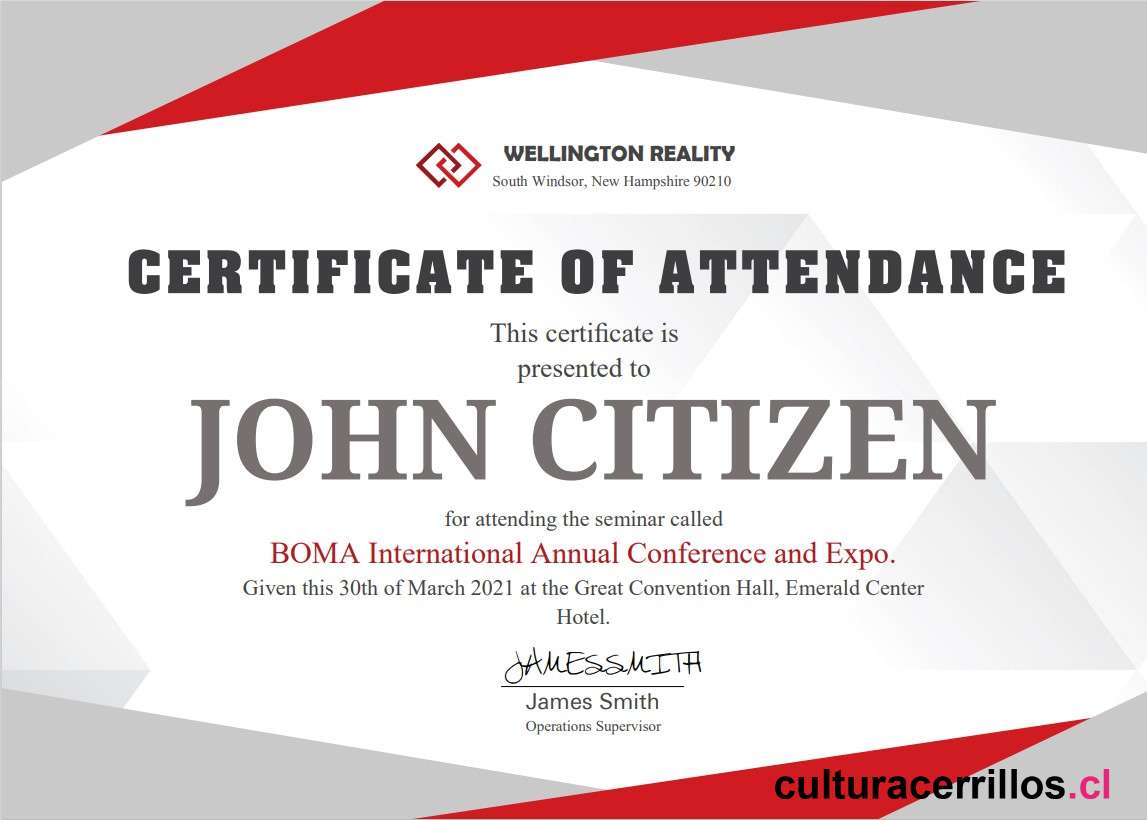 WELLINGTON REALITY
South Windsor, New Hampshire 90210
CERTIFICATE OF ATTENDANCE
This certificate is
presented to
JOHN CITIZEN
for attending the seminar called
BOMA International Annual Conference and Expo.
Given this 30th of March 2021 at the Great Convention Hall, Emerald Center
Hotel.
JAMESSMITH
James Smith
Operations Supervisor
culturacerrillos.cl